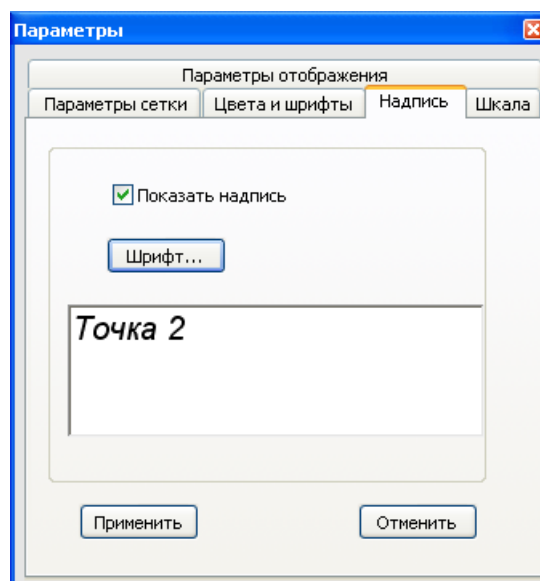 Параметры
Параметры отображения
Параметры сетки Цвета и шрифты Надпись Шкала
Показать надпись
Шрифт...
Точка 2
Применить Отменить